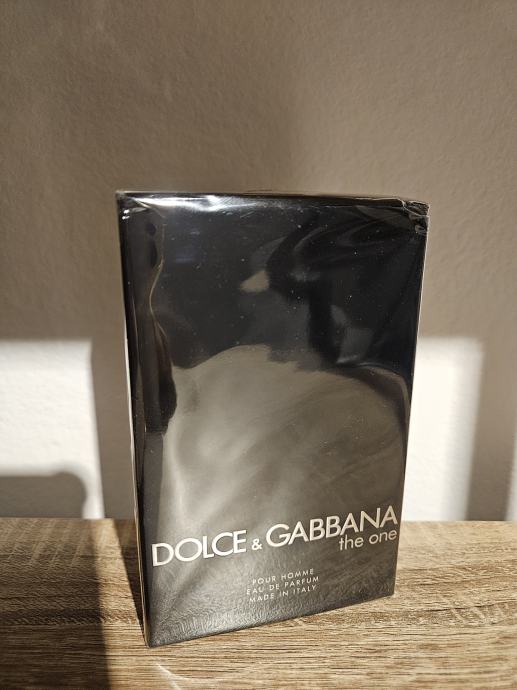 DOLCE & GABBANA
the one
POUR HOMME
EAU DE PARFUM
MADE IN ITALY